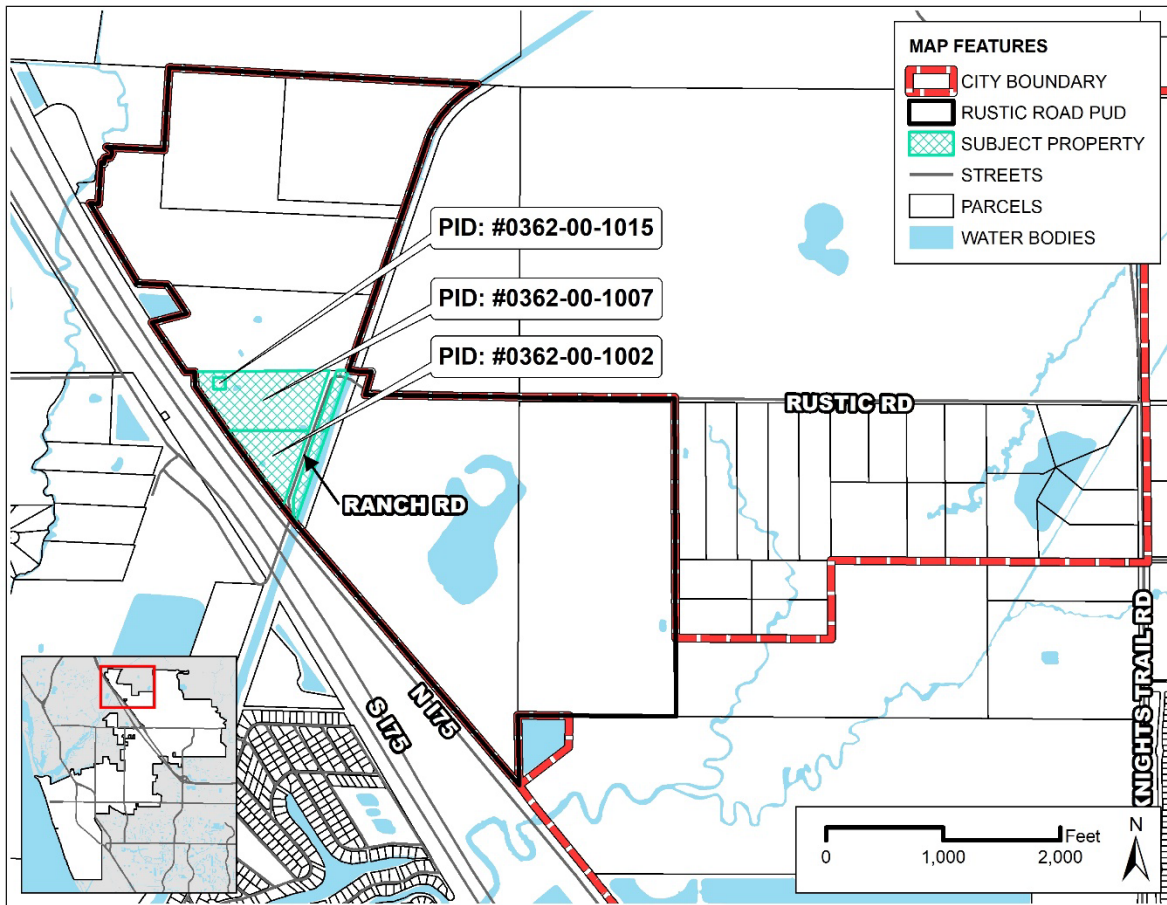 MAP FEATURES
CITY BOUNDARY
RUSTIC ROAD PUD
SUBJECT PROPERTY
STREETS
PARCELS
WATER BODIES
PID: #0362-00-1015
PID: #0362-00-1007
PID: #0362-00-1002
RUSTIC RD
RANCH RD
S I75
N I75
KNIGHTS TRAIL RD
Feet
0 1,000 2,000
N